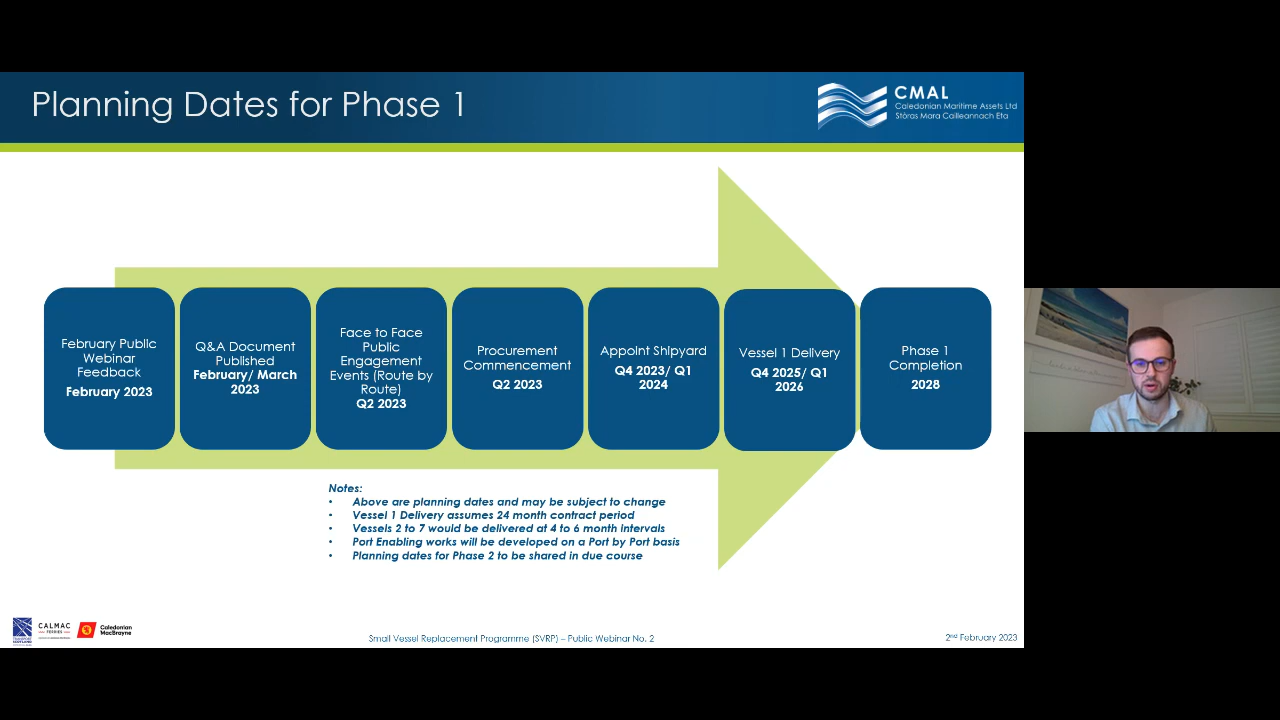 Planning Dates for Phase 1
CMAL
Caledonian Maritime Assets Ltd
Stòras Mara Cailleannach Eta
February Public
Webinar
Feedback
February 2023
Q&A Document
Published
February/ March
2023
Face to Face
Public
Engagement
Events (Route by
Route)
Q2 2023
Procurement
Commencement
Q2 2023
Appoint Shipyard
Q4 2023/ Q1
2024
Vessel 1 Delivery
Q4 2025/ Q1
2026
Phase 1
Completion
2028
Notes:
• Above are planning dates and may be subject to change
• Vessel 1 Delivery assumes 24 month contract period
• Vessels 2 to 7 would be delivered at 4 to 6 month intervals
• Port Enabling works will be developed on a Port by Port basis
• Planning dates for Phase 2 to be shared in due course
TRANSPORT
SCOTLAND
CALMAC
FERRIES
Caledonian
MacBrayne
Small Vessel Replacement Programme (SVRP) – Public Webinar No. 2
2nd February 2023